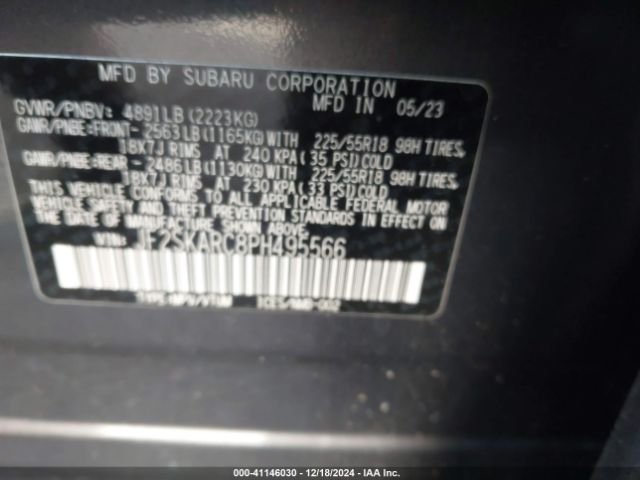 MFD BY SUBARU CORPORATION
MFD IN 05/23
GVWR/PNBV: 4891LB (2223KG)
GAWR/PNBE:FRONT- 2563LB(1165KG)WITH 225/55R18 98H TIRES,
18X7J RIMS AT 240 KPA(35 PSI)COLD
GAWR/PNBE:REAR -2486LB(1130KG)WITH 225/55R18 98H TIRES,
18X7J RIMS AT 230 KPA(33 PSI)COLD
THIS VEHICLE CONFORMS TO ALL APPLICABLE FEDERAL MOTOR
VEHICLE SAFETY AND THEFT PREVENTION STANDARDS IN EFFECT ON
THE DATE OF MANUFACTURE SHOWN ABOVE.
VIN: JF2SKARC8PH495566
TYPE:MPV/VTUM
000-41146030 - 12/18/2024 - IAA Inc.